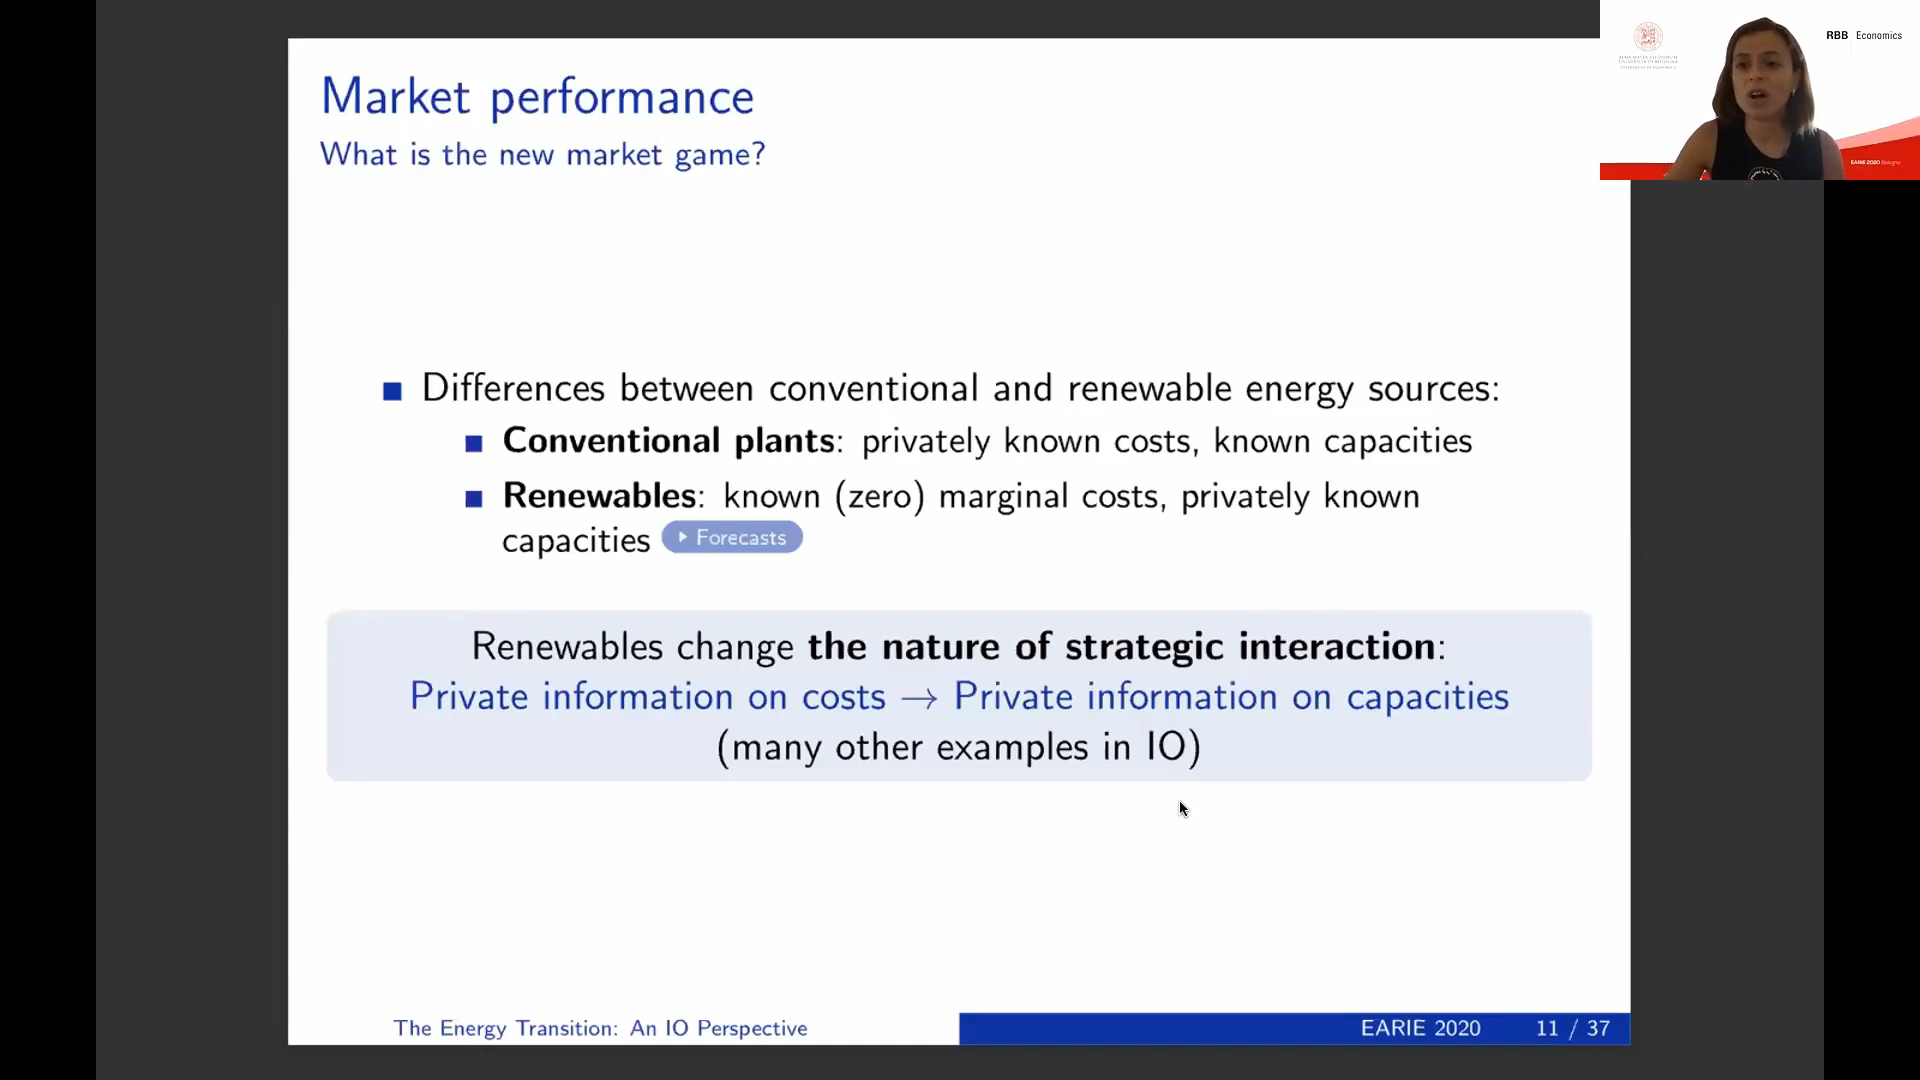 Market performance
What is the new market game?
RBB Economics
EARIE 2020 Bologna
Differences between conventional and renewable energy sources:
Conventional plants: privately known costs, known capacities
Renewables: known (zero) marginal costs, privately known
capacities Forecasts
Renewables change the nature of strategic interaction:
Private information on costs → Private information on capacities
(many other examples in IO)
The Energy Transition: An IO Perspective
EARIE 2020 11 / 37